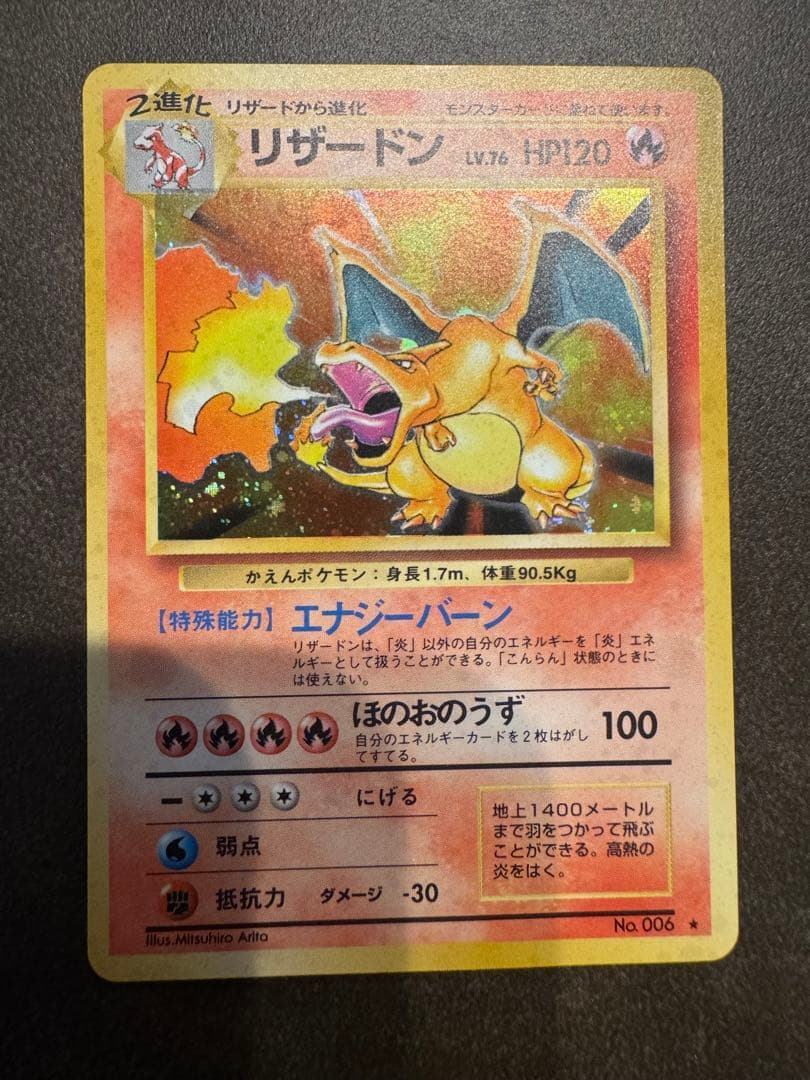 2進化 リザードから進化 モンスターカードに重ねて使います。
リザードン LV.76 HP120
かえんポケモン：身長1.7m、体重90.5Kg
【特殊能力】エナジーバーン
リザードンは、「炎」以外の自分のエネルギーを「炎」エネ
ルギーとして扱うことができる。「こんらん」状態のときに
は使えない。
ほのおのうず 100
自分のエネルギーカードを2枚はがし
てすてる。
にげる
弱点
抵抗力 ダメージ -30
地上1400メートル
まで羽をつかって飛ぶ
ことができる。高熱の
炎をはく。
Illus.Mitsuhiro Arita
No.006 ★